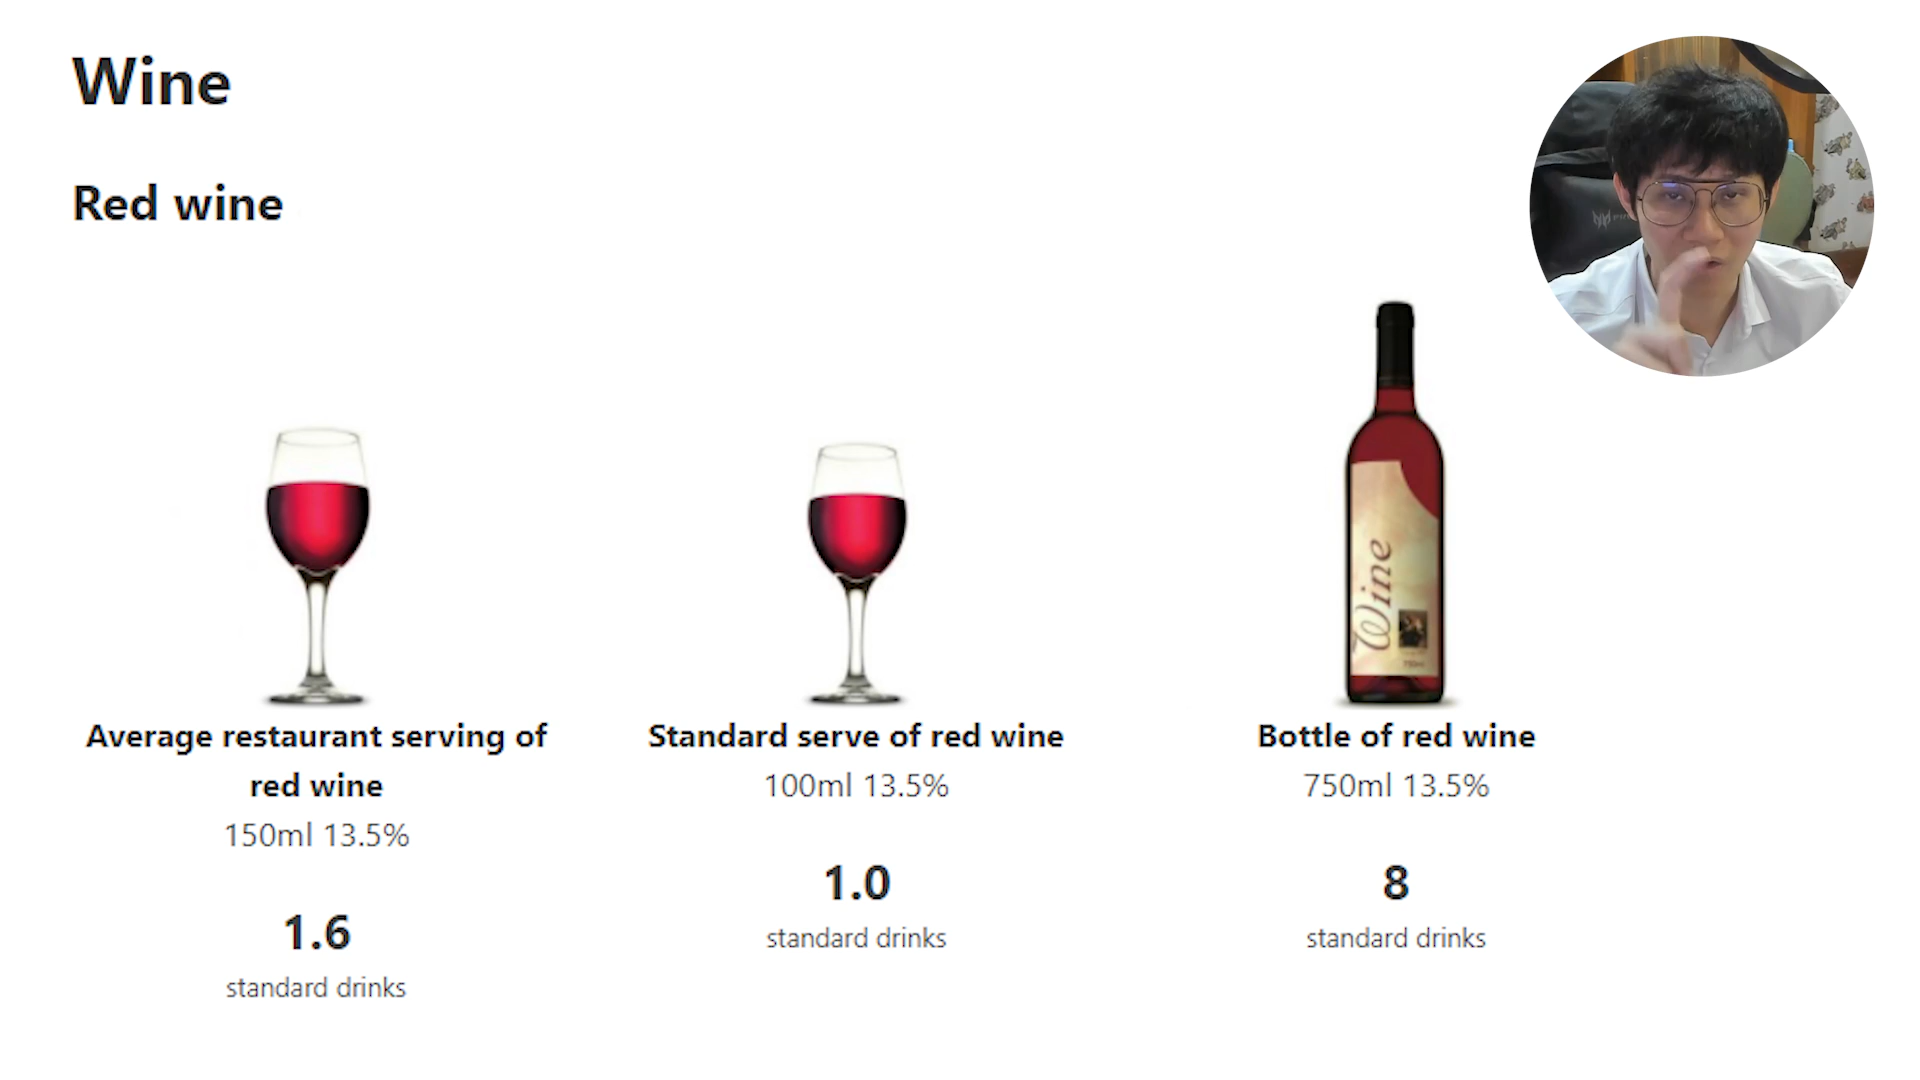 Wine
Red wine
Wine
Average restaurant serving of
red wine
150ml 13.5%
1.6
standard drinks
Standard serve of red wine
100ml 13.5%
1.0
standard drinks
Bottle of red wine
750ml 13.5%
8
standard drinks